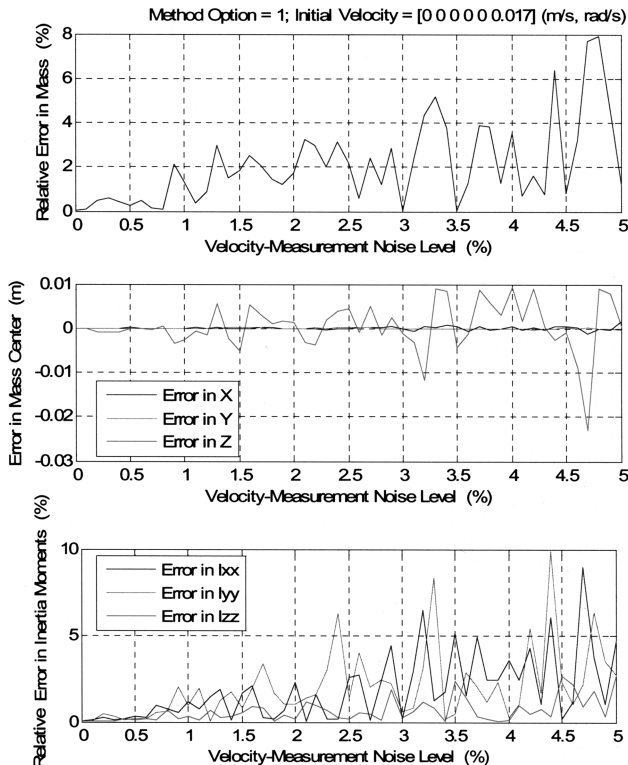 Method Option = 1; Initial Velocity = [0 0 0 0 0 0.017] (m/s, rad/s)
Relative Error in Mass (%)
8
6
4
2
0
0 0.5 1 1.5 2 2.5 3 3.5 4 4.5 5
Velocity-Measurement Noise Level (%)
Error in Mass Center (m)
0.01
0
-0.01
-0.02
-0.03
Error in X
Error in Y
Error in Z
0 0.5 1 1.5 2 2.5 3 3.5 4 4.5 5
Velocity-Measurement Noise Level (%)
Relative Error in Inertia Moments (%)
10
5
0
Error in Ixx
Error in Iyy
Error in Izz
0 0.5 1 1.5 2 2.5 3 3.5 4 4.5 5
Velocity-Measurement Noise Level (%)